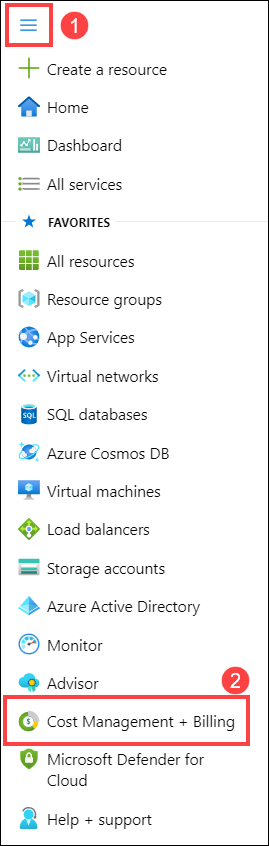 1
Create a resource
Home
Dashboard
All services
FAVORITES
All resources
Resource groups
App Services
Virtual networks
SQL
SQL databases
Azure Cosmos DB
Virtual machines
Load balancers
Storage accounts
Azure Active Directory
Monitor
Advisor
2
$
Cost Management + Billing
Microsoft Defender for
Cloud
Help + support